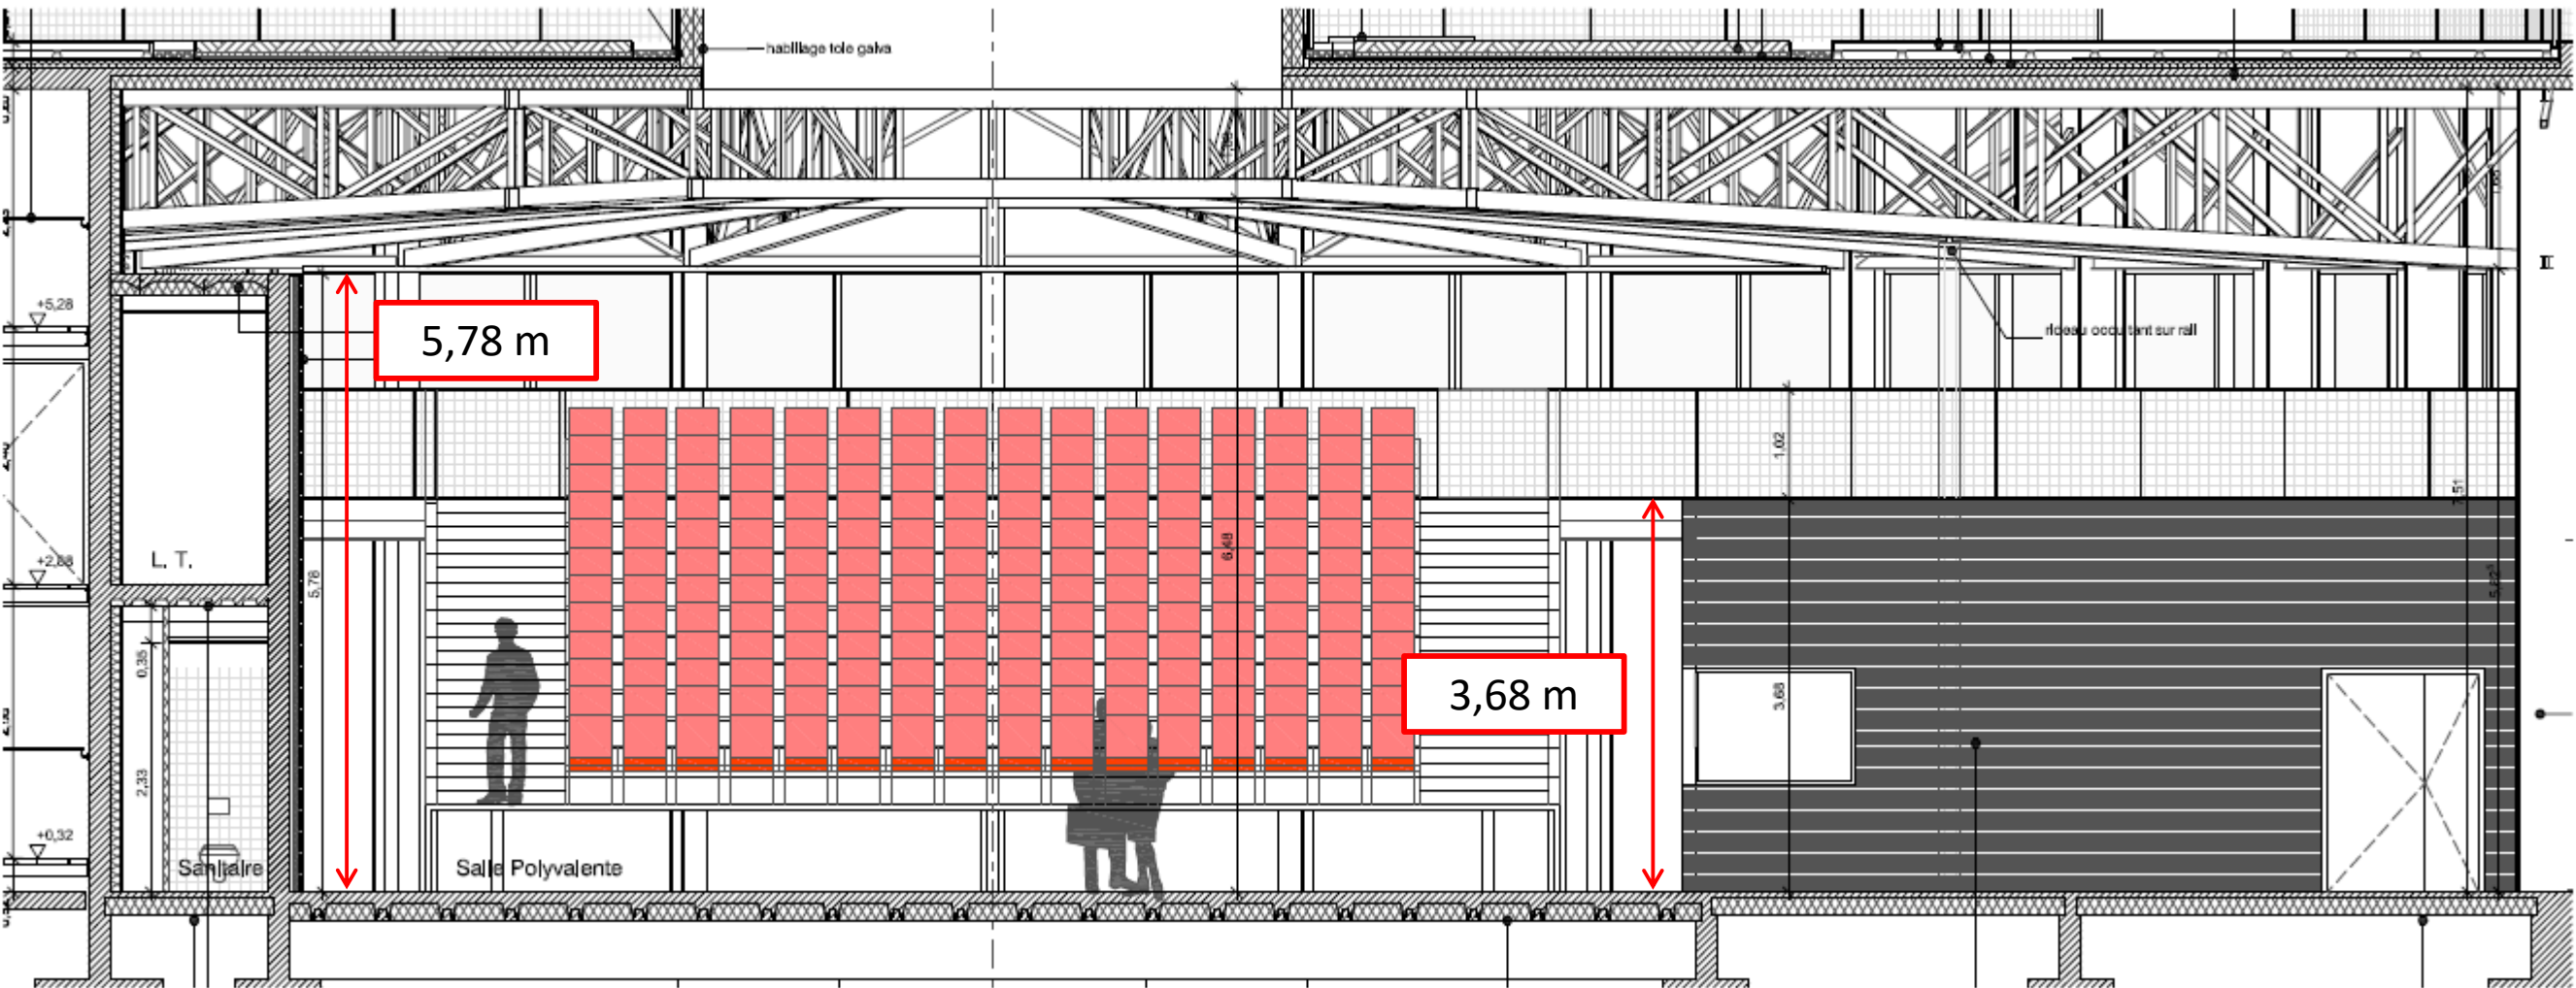 habillage tole galva
+5,28
5,78 m
rideau occultant sur rail
1,02
6,48
7,51
L. T.
+2,88
5,78
3,68 m
3,68
0,35
2,33
+0,32
Sanitaire
Salle Polyvalente